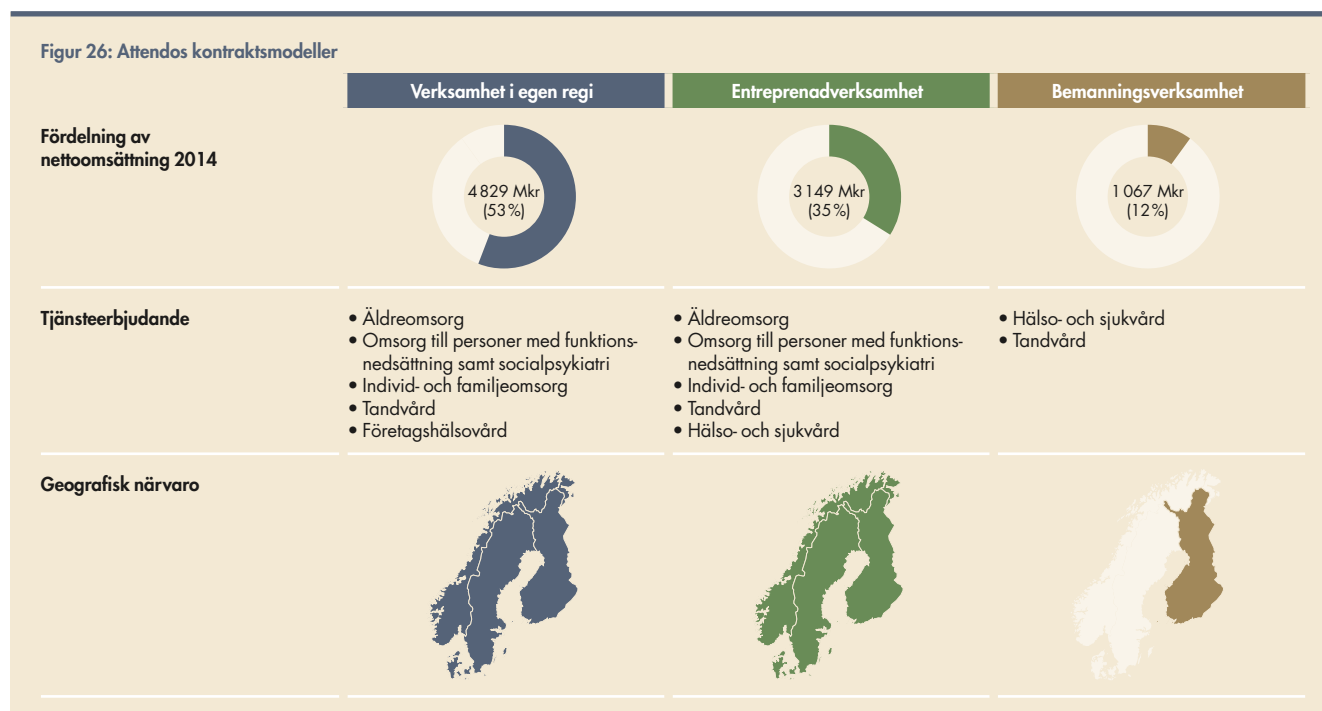 Figur 26: Attendos kontraktsmodeller
Verksamhet i egen regi
Entreprenadverksamhet
Bemanningsverksamhet
Fördelning av
nettoomsättning 2014
4 829 Mkr
(53 %)
3 149 Mkr
(35 %)
1 067 Mkr
(12 %)
Tjänsteerbjudande
• Äldreomsorg
• Omsorg till personer med funktions-
nedsättning samt socialpsykiatri
• Individ- och familjeomsorg
• Tandvård
• Företagshälsovård
• Äldreomsorg
• Omsorg till personer med funktions-
nedsättning samt socialpsykiatri
• Individ- och familjeomsorg
• Tandvård
• Hälso- och sjukvård
• Hälso- och sjukvård
• Tandvård
Geografisk närvaro